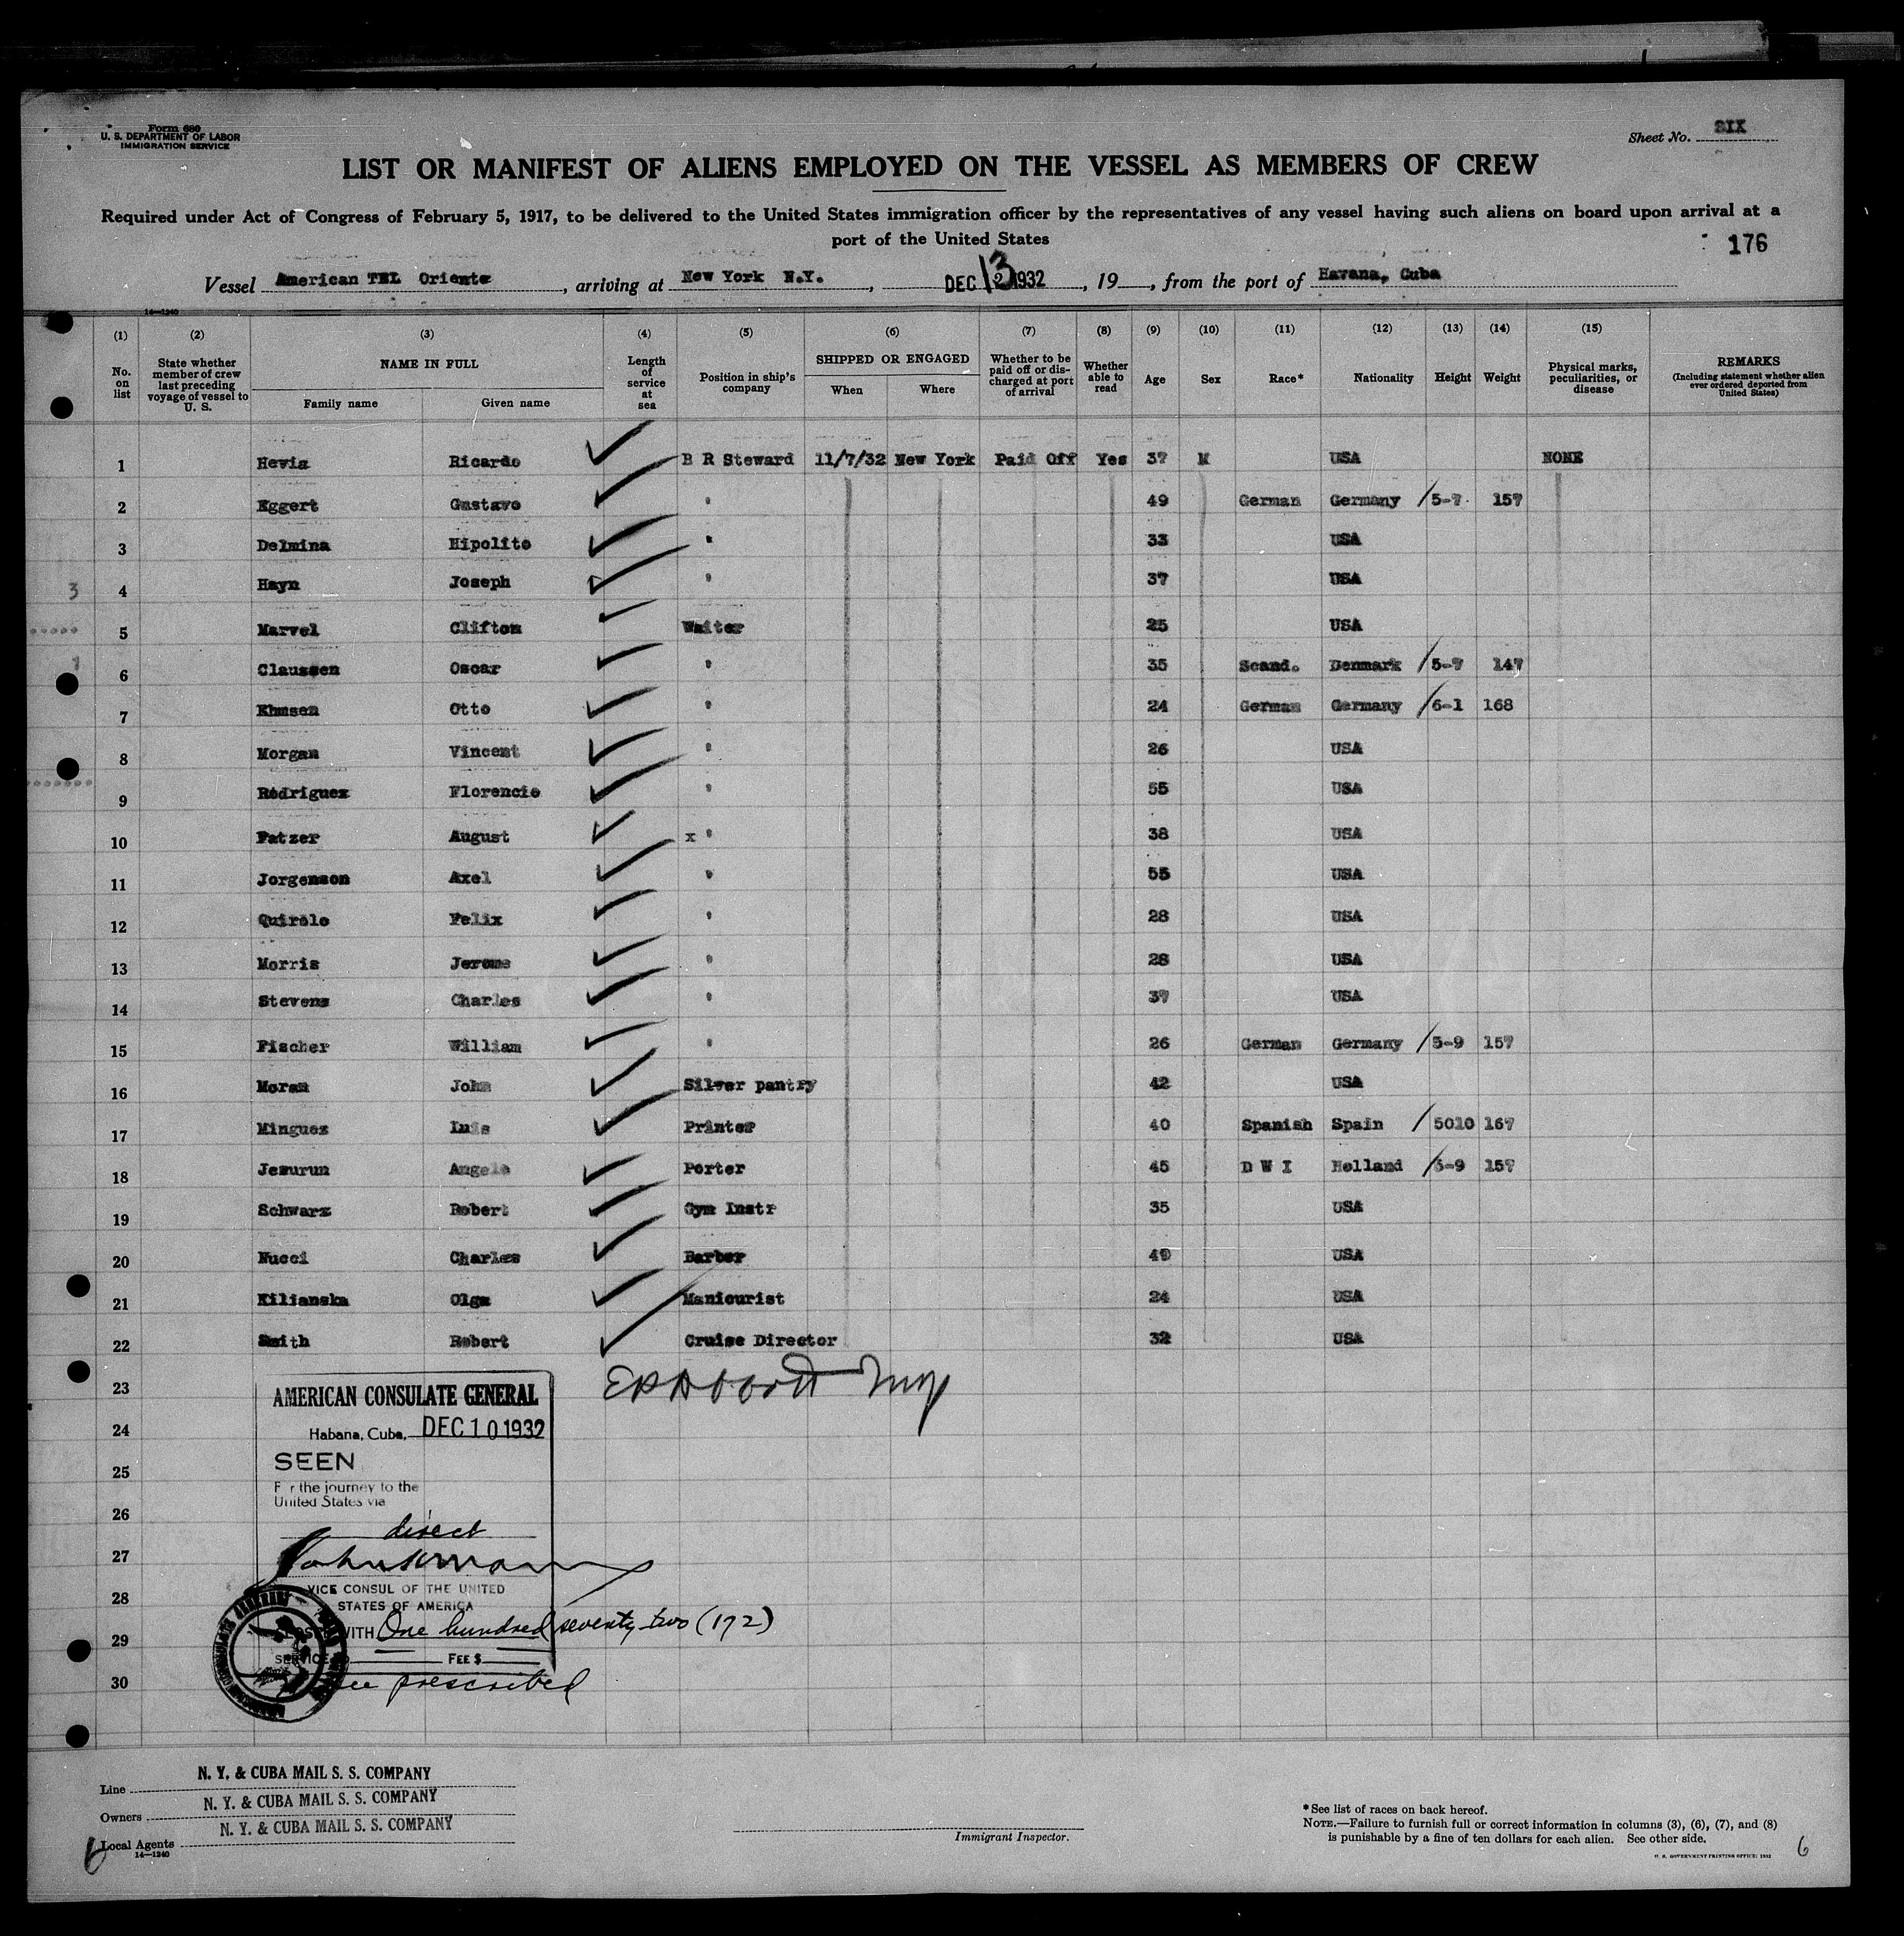 Form 680
U. S. DEPARTMENT OF LABOR
IMMIGRATION SERVICE
Sheet No. SIX
LIST OR MANIFEST OF ALIENS EMPLOYED ON THE VESSEL AS MEMBERS OF CREW
Required under Act of Congress of February 5, 1917, to be delivered to the United States immigration officer by the representatives of any vessel having such aliens on board upon arrival at a
port of the United States
176
Vessel American TEL Oriente, arriving at New York N.Y., DEC 13 1932, 19, from the port of Havana, Cuba
14—1240
(1) (2) (3) (4) (5) (6) (7) (8) (9) (10) (11) (12) (13) (14) (15)
No. on list
State whether member of crew last preceding voyage of vessel to U. S.
NAME IN FULL
Family name Given name
Length of service at sea
Position in ship's company
SHIPPED OR ENGAGED
When Where
Whether to be paid off or discharged at port of arrival
Whether able to read
Age
Sex
Race*
Nationality
Height
Weight
Physical marks, peculiarities, or disease
REMARKS
(Including statement whether alien ever ordered deported from United States)
1 Hevia Ricardo B R Steward 11/7/32 New York Paid Off Yes 37 M USA NONE
2 Eggert Gustavo " 49 German Germany 5-7 157
3 Delmina Hipolito " 33 USA
3 4 Hayn Joseph " 37 USA
5 Marvel Clifton Waiter 25 USA
6 Claussen Oscar " 35 Scand. Denmark 5-7 147
7 Otto " 24 German Germany 6-1 168
8 Morgan Vincent " 26 USA
9 Rodriguez Florencio " 55 USA
10 Patzer August x " 38 USA
11 Jorgenson Axel " 55 USA
12 Quirolo Felix " 28 USA
13 Morris Jerome " 28 USA
14 Stevens Charles " 37 USA
15 Fischer William " 26 German Germany 5-9 157
16 Moran John Silver pantry 42 USA
17 Minguez Luis Printer 40 Spanish Spain 5010 167
18 Jesurun Angelo Porter 45 D W I Holland 5-9 157
19 Schwarz Robert Gym Instr 35 USA
20 Nucci Charles Barber 49 USA
21 Kilianska Olga Manicurist 24 USA
22 Smith Robert Cruise Director 32 USA
23
24
25
26
27
28
29
30
AMERICAN CONSULATE GENERAL
Habana, Cuba, DEC 10 1932
SEEN
For the journey to the
United States via
direct
VICE CONSUL OF THE UNITED
STATES OF AMERICA
WITH One hundred seventy-two (172)
SERVICE FEE $
prescribed
Line N. Y. & CUBA MAIL S. S. COMPANY
Owners N. Y. & CUBA MAIL S. S. COMPANY
Local Agents N. Y. & CUBA MAIL S. S. COMPANY
14—1240
Immigrant Inspector.
*See list of races on back hereof.
NOTE.—Failure to furnish full or correct information in columns (3), (6), (7), and (8)
is punishable by a fine of ten dollars for each alien. See other side.
U. S. GOVERNMENT PRINTING OFFICE: 1932
6
6